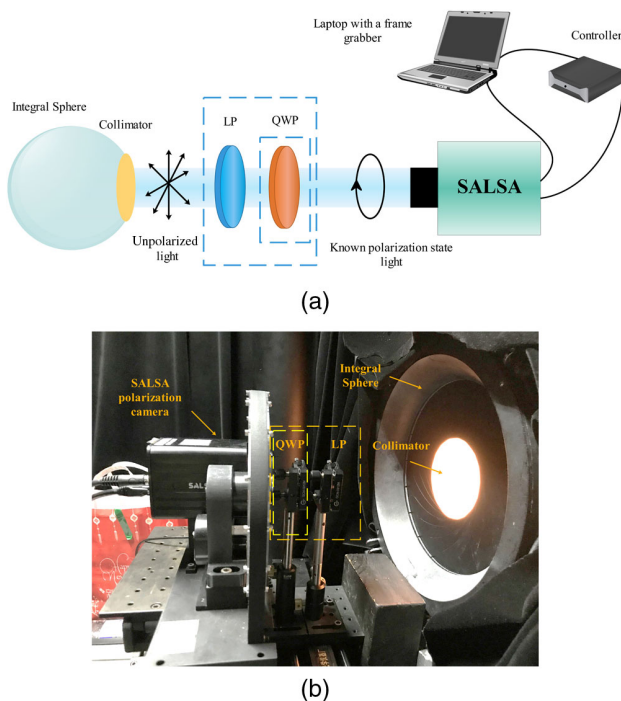 Laptop with a frame
grabber
Controller
Integral Sphere
Collimator
LP
QWP
SALSA
Unpolarized
light
Known polarization state
light
(a)
SALSA
polarization
camera
Integral
Sphere
QWP
LP
Collimator
SALSA
(b)